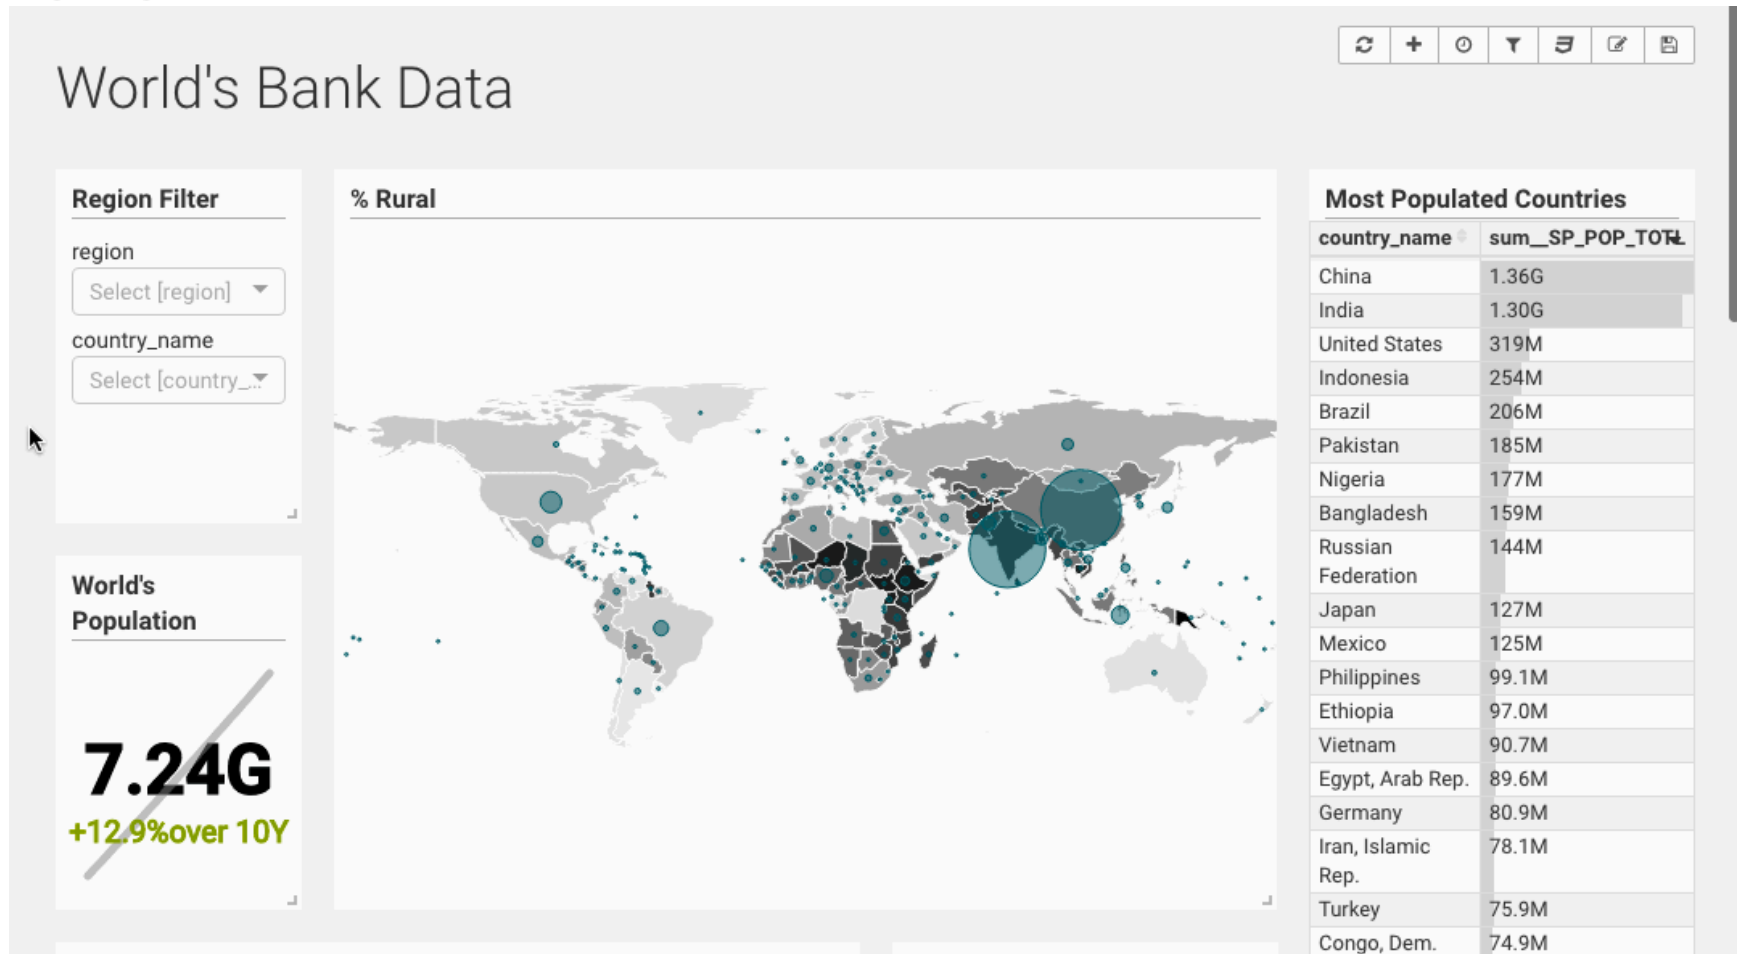 World's Bank Data
Region Filter
region
Select [region]
country_name
Select [country_...
World's
Population
7.24G
+12.9%over 10Y
% Rural
Most Populated Countries
country_name sum__SP_POP_TOTL
China 1.36G
India 1.30G
United States 319M
Indonesia 254M
Brazil 206M
Pakistan 185M
Nigeria 177M
Bangladesh 159M
Russian 144M
Federation
Japan 127M
Mexico 125M
Philippines 99.1M
Ethiopia 97.0M
Vietnam 90.7M
Egypt, Arab Rep. 89.6M
Germany 80.9M
Iran, Islamic 78.1M
Rep.
Turkey 75.9M
Congo, Dem. 74.9M